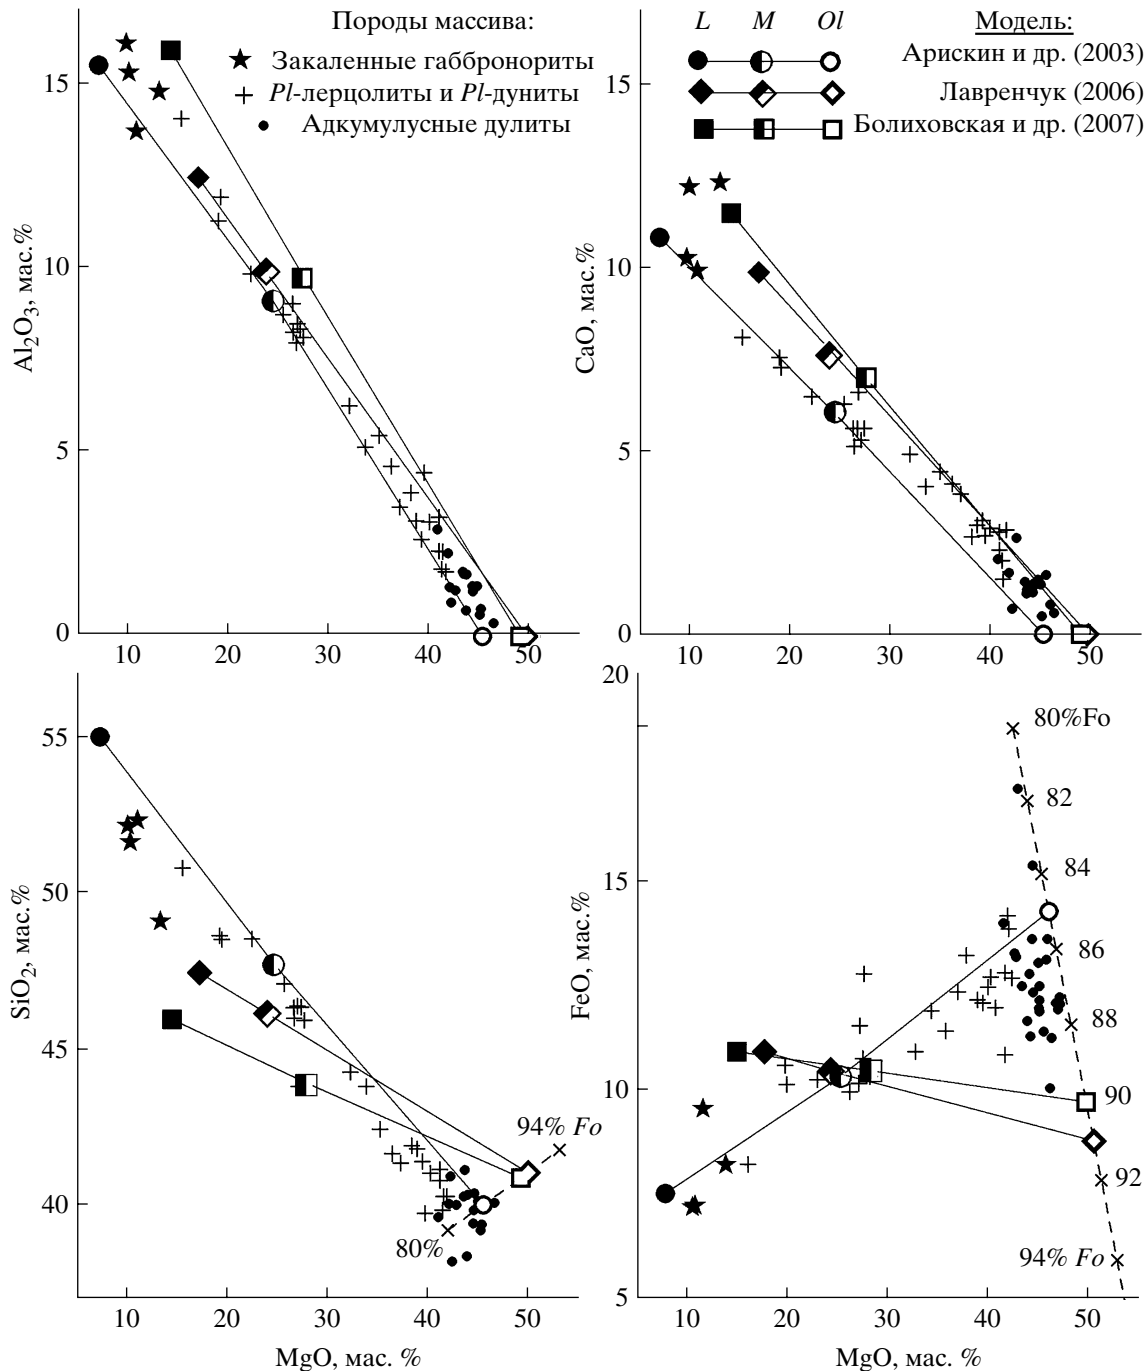 Породы массива:
Закаленные габбронориты
Pl-лерцолиты и Pl-дуниты
Адкумулусные дулиты
L M Ol Модель:
Арискин и др. (2003)
Лавренчук (2006)
Болиховская и др. (2007)
Al2O3, мас.%
15
10
5
0
10 20 30 40 50
CaO, мас.%
15
10
5
0
10 20 30 40 50
SiO2, мас.%
55
50
45
40
94% Fo
80%
10 20 30 40 50
MgO, мас. %
FeO, мас.%
20
15
10
5
80%Fo
82
84
86
88
90
92
94% Fo
10 20 30 40 50
MgO, мас. %